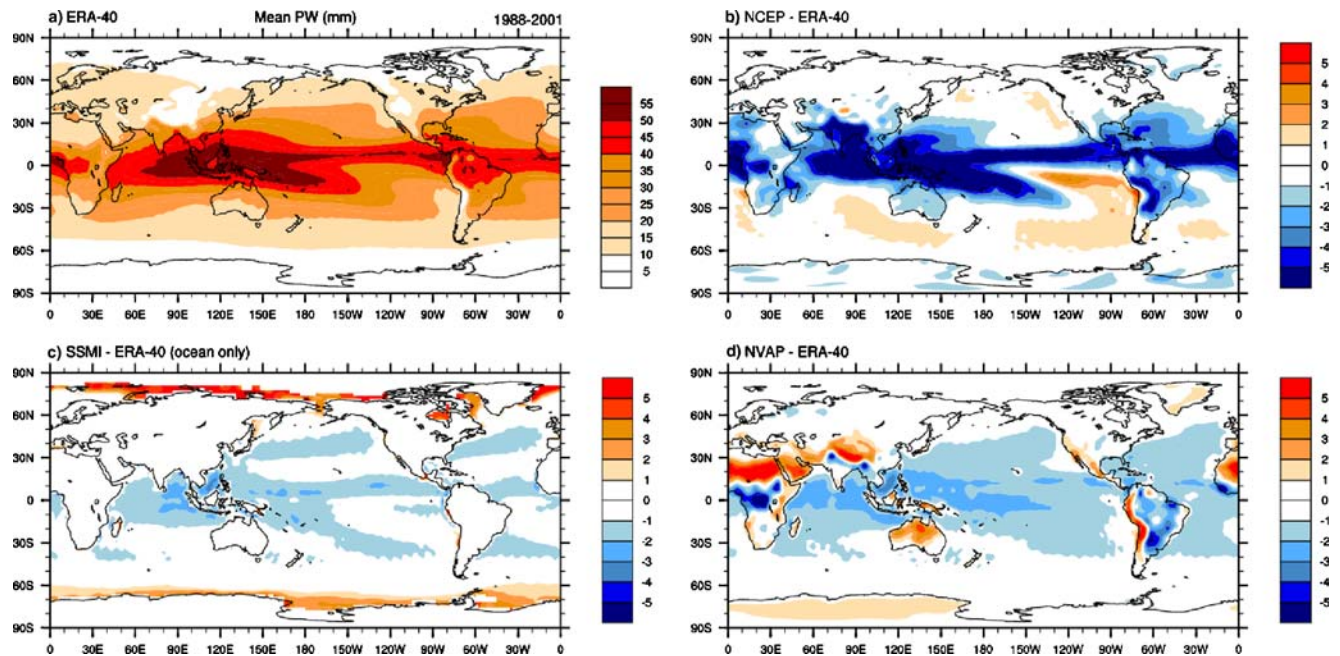 a) ERA-40 Mean PW (mm) 1988-2001
90N
60N
30N
0
30S
60S
90S
0 30E 60E 90E 120E 150E 180 150W 120W 90W 60W 30W 0
55
50
45
40
35
30
25
20
15
10
5
b) NCEP - ERA-40
90N
60N
30N
0
30S
60S
90S
0 30E 60E 90E 120E 150E 180 150W 120W 90W 60W 30W 0
5
4
3
2
1
0
-1
-2
-3
-4
-5
c) SSMI - ERA-40 (ocean only)
90N
60N
30N
0
30S
60S
90S
0 30E 60E 90E 120E 150E 180 150W 120W 90W 60W 30W 0
5
4
3
2
1
0
-1
-2
-3
-4
-5
d) NVAP - ERA-40
90N
60N
30N
0
30S
60S
90S
0 30E 60E 90E 120E 150E 180 150W 120W 90W 60W 30W 0
5
4
3
2
1
0
-1
-2
-3
-4
-5